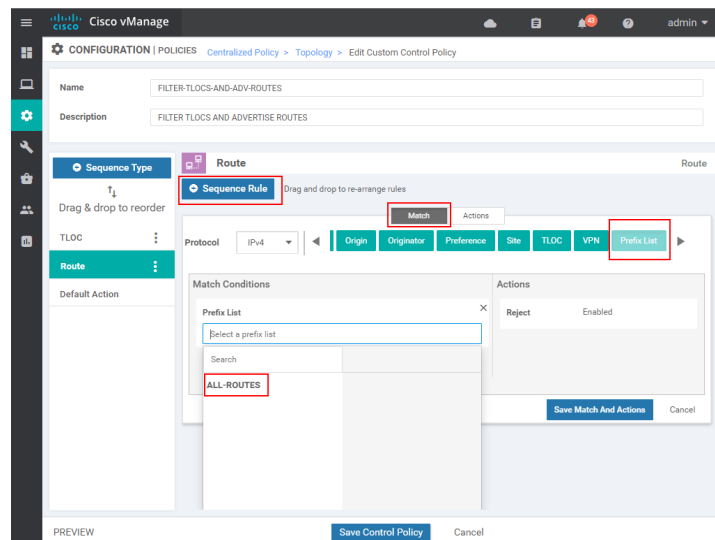 cisco Cisco vManage 49 admin
CONFIGURATION | POLICIES Centralized Policy > Topology > Edit Custom Control Policy
Name FILTER-TLOCS-AND-ADV-ROUTES
Description FILTER TLOCS AND ADVERTISE ROUTES
Sequence Type
Drag & drop to reorder
TLOC
Route
Default Action
Route Route
Sequence Rule Drag and drop to re-arrange rules
Match Actions
Protocol IPv4 Origin Originator Preference Site TLOC VPN Prefix List
Match Conditions Actions
Prefix List Reject Enabled
Select a prefix list
Search
ALL-ROUTES
Save Match And Actions Cancel
PREVIEW Save Control Policy Cancel